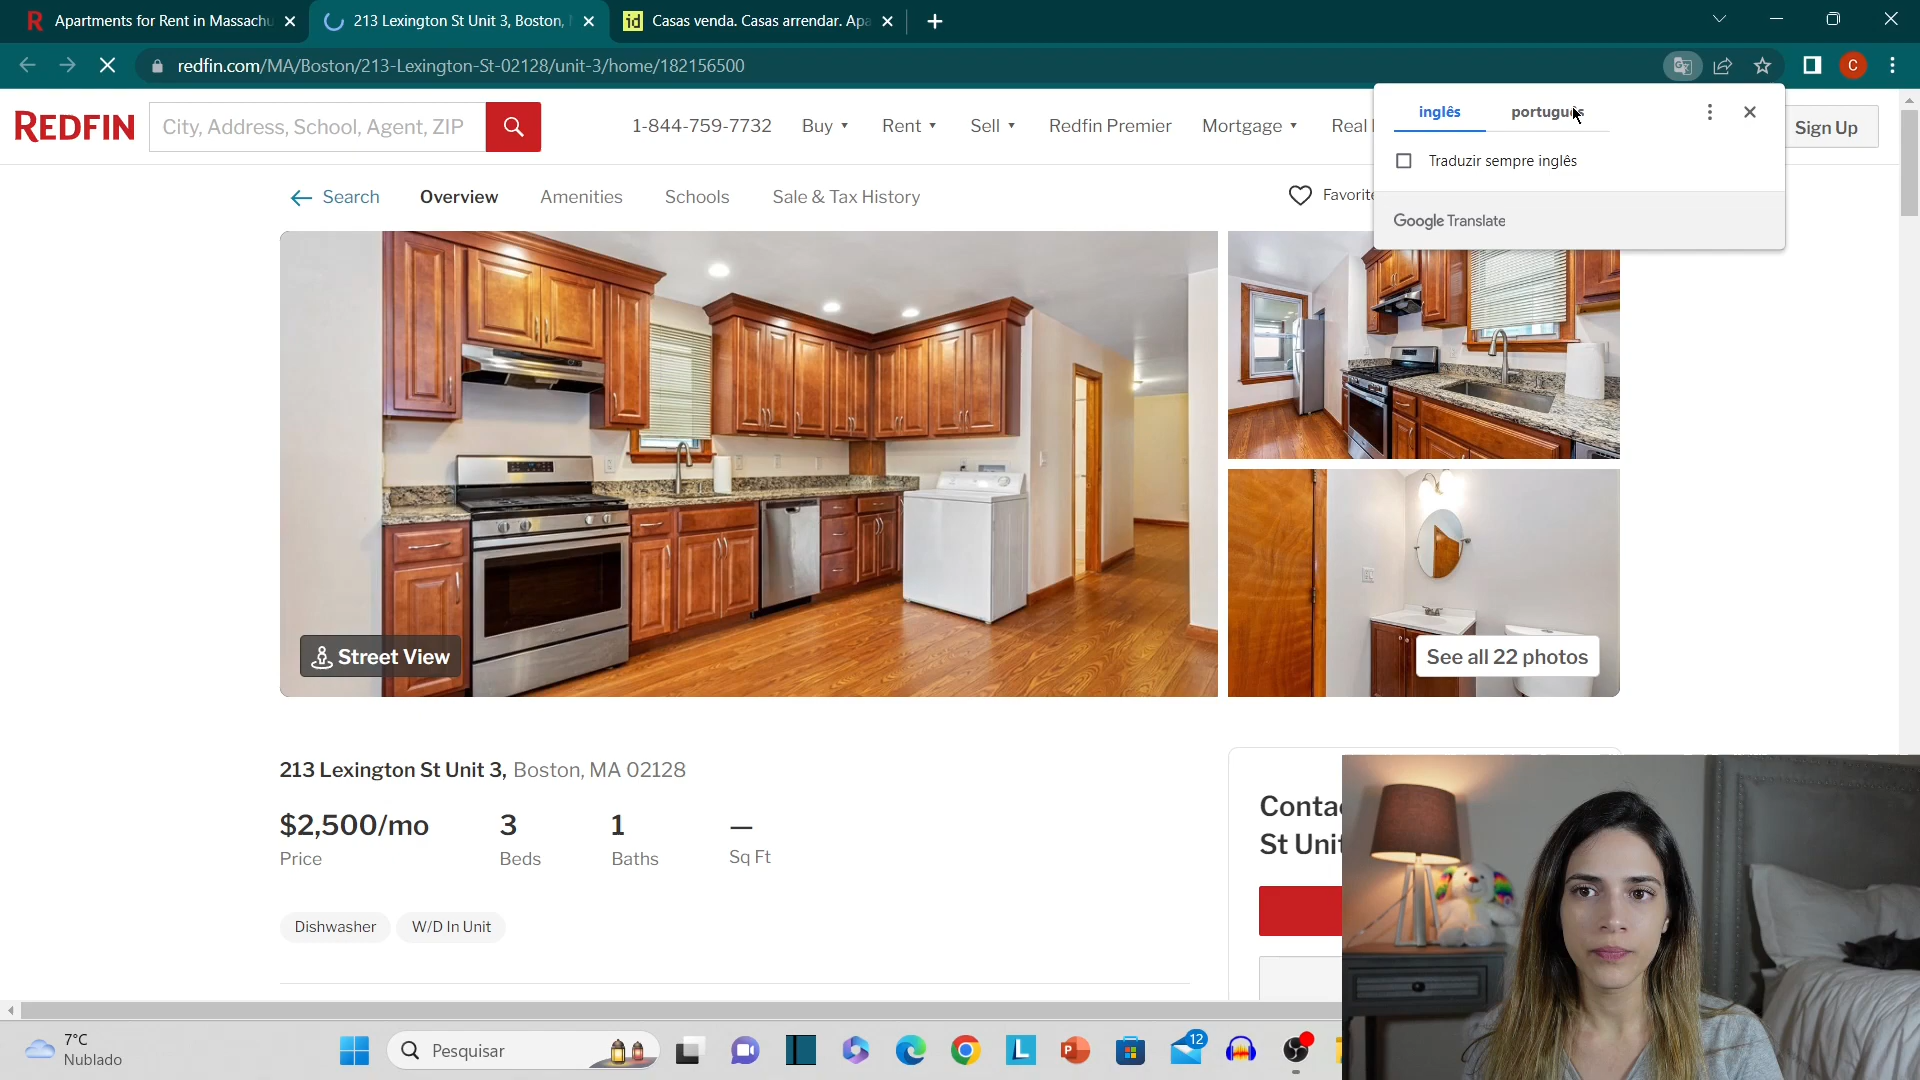 R Apartments for Rent in Massachu
213 Lexington St Unit 3, Boston,
id Casas venda. Casas arrendar. Apa
redfin.com/MA/Boston/213-Lexington-St-02128/unit-3/home/182156500
C
inglês português
Traduzir sempre inglês
Google Translate
REDFIN
City, Address, School, Agent, ZIP
1-844-759-7732 Buy Rent Sell Redfin Premier Mortgage Real
Sign Up
Search Overview Amenities Schools Sale & Tax History
Favorite
Street View
See all 22 photos
213 Lexington St Unit 3, Boston, MA 02128
$2,500/mo 3 1 —
Price Beds Baths Sq Ft
Dishwasher W/D In Unit
St Unit
7°C
Nublado
Pesquisar
L
P
12